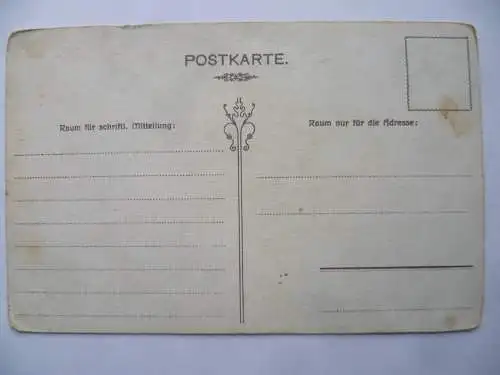 POSTKARTE.
Raum für schriftl. Mitteilung:
Raum nur für die Adresse: